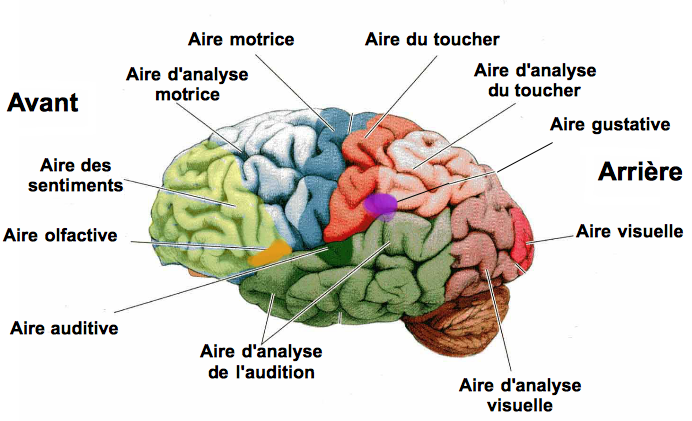 Aire motrice
Aire du toucher
Aire d'analyse
motrice
Aire d'analyse
du toucher
Avant
Aire gustative
Aire des
sentiments
Arrière
Aire olfactive
Aire visuelle
Aire auditive
Aire d'analyse
de l'audition
Aire d'analyse
visuelle